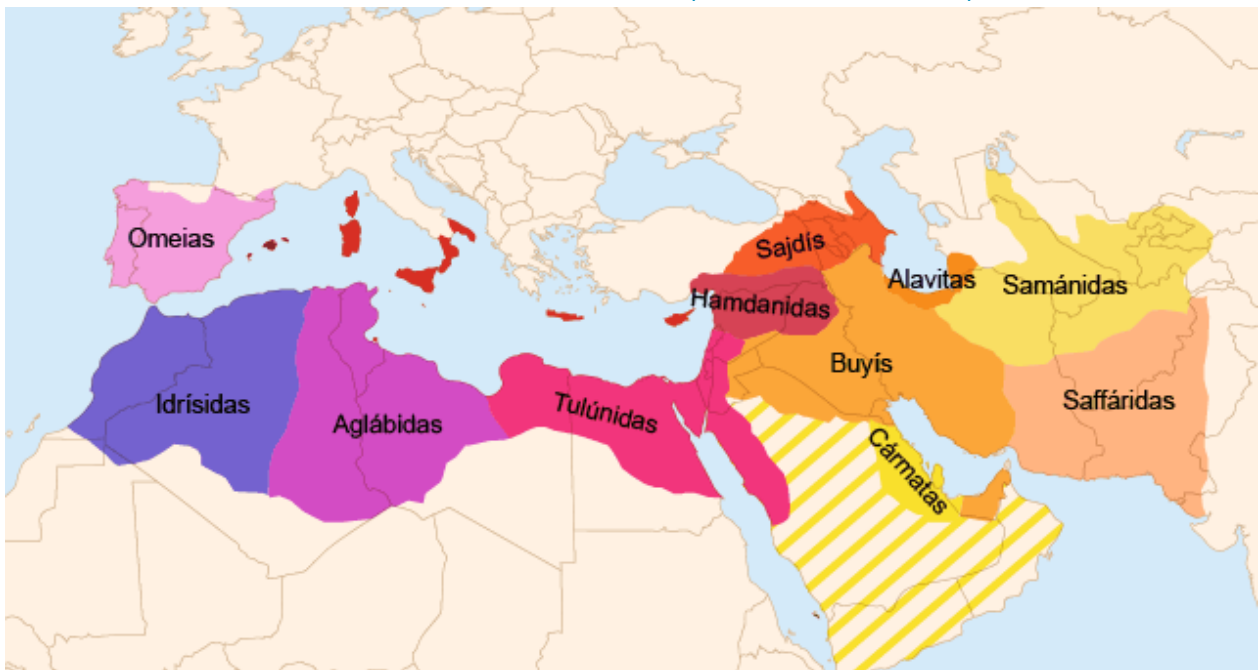 Omeias
Sajdís
Alavitas
Samánidas
Hamdanidas
Buyís
Idrísidas
Aglábidas
Tulúnidas
Saffáridas
Cármatas